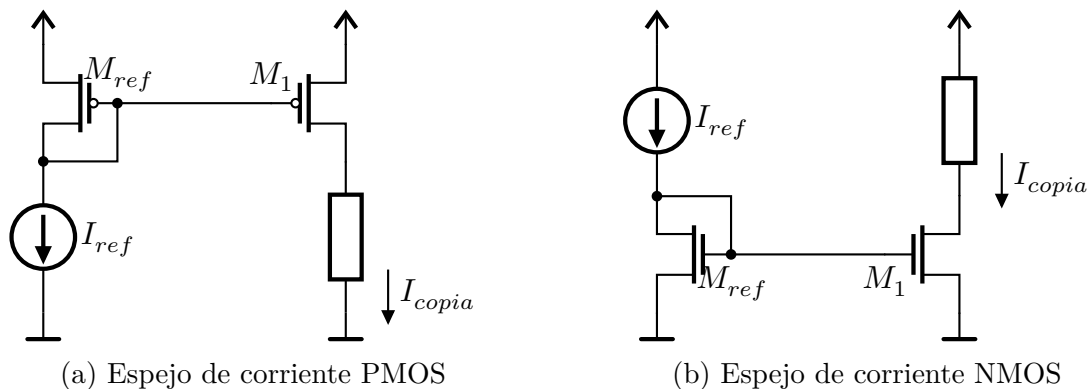 M_ref
M_1
I_ref
I_copia
(a) Espejo de corriente PMOS
I_ref
I_copia
M_ref
M_1
(b) Espejo de corriente NMOS